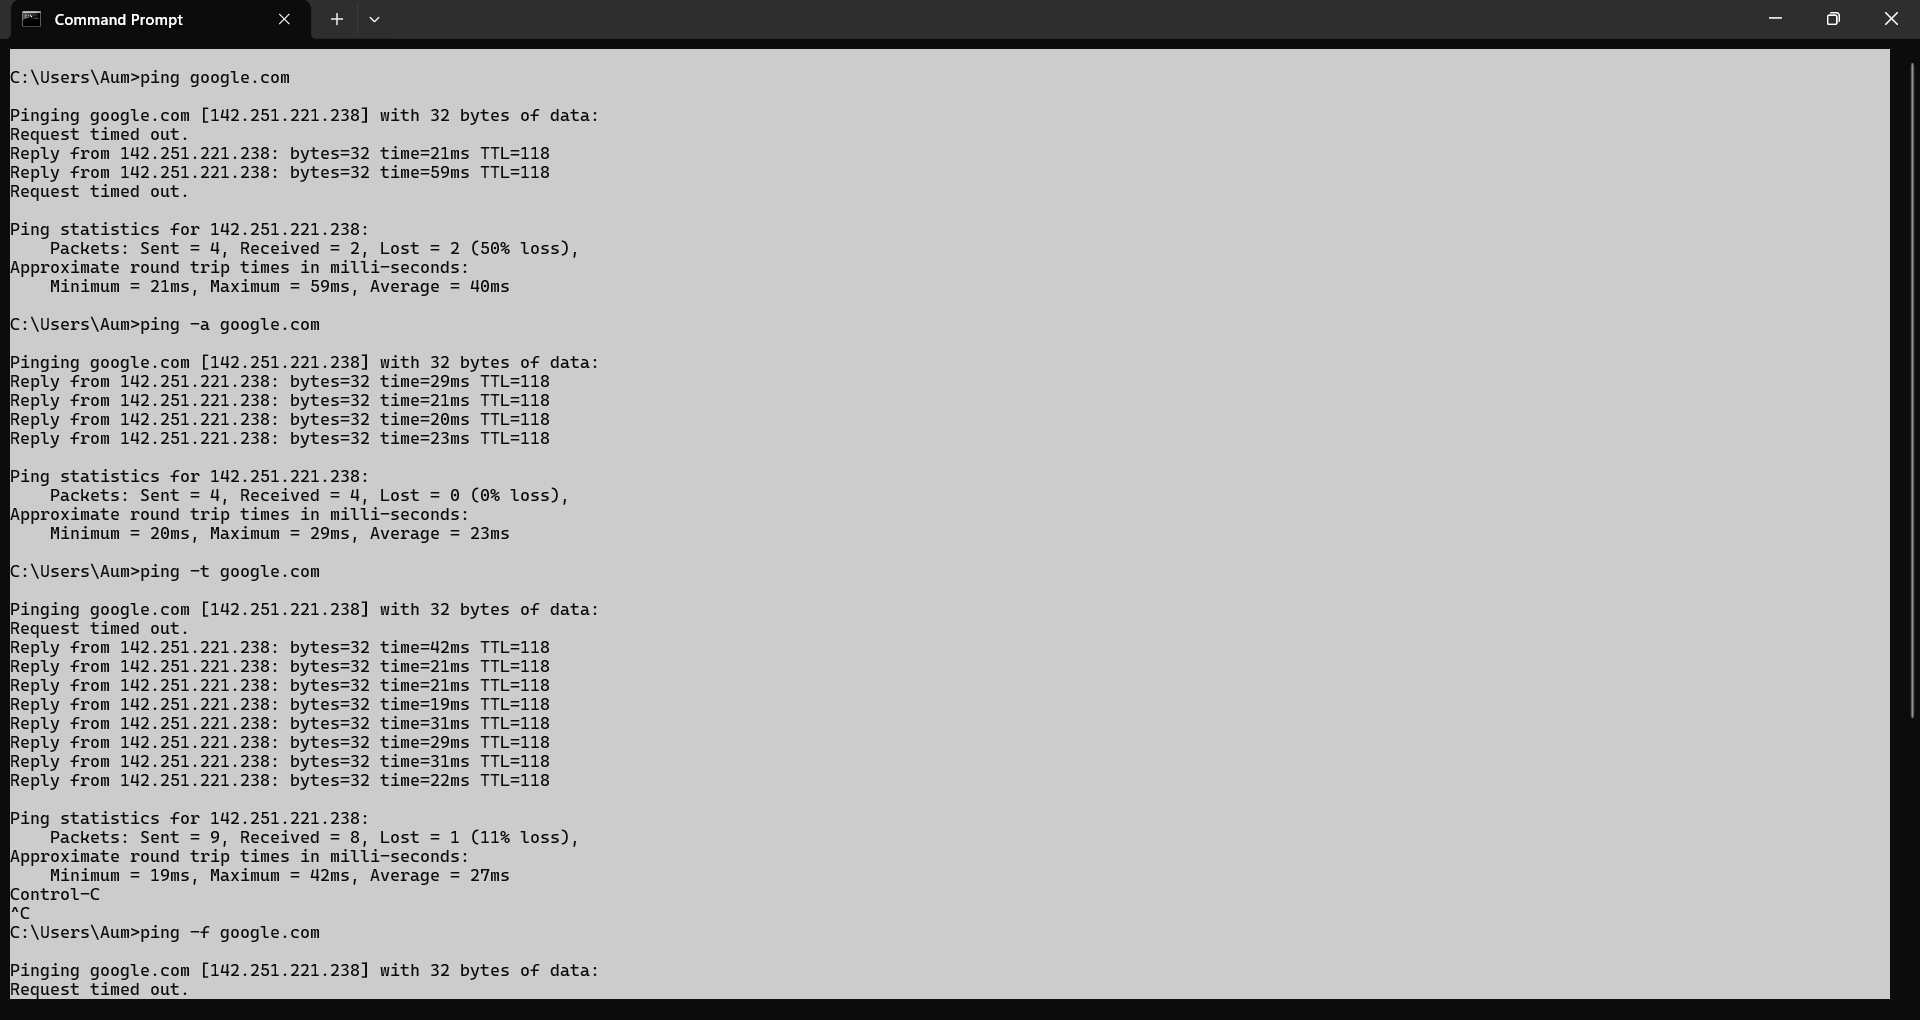 Command Prompt
C:\Users\Aum>ping google.com
Pinging google.com [142.251.221.238] with 32 bytes of data:
Request timed out.
Reply from 142.251.221.238: bytes=32 time=21ms TTL=118
Reply from 142.251.221.238: bytes=32 time=59ms TTL=118
Request timed out.
Ping statistics for 142.251.221.238:
    Packets: Sent = 4, Received = 2, Lost = 2 (50% loss),
Approximate round trip times in milli-seconds:
    Minimum = 21ms, Maximum = 59ms, Average = 40ms
C:\Users\Aum>ping -a google.com
Pinging google.com [142.251.221.238] with 32 bytes of data:
Reply from 142.251.221.238: bytes=32 time=29ms TTL=118
Reply from 142.251.221.238: bytes=32 time=21ms TTL=118
Reply from 142.251.221.238: bytes=32 time=20ms TTL=118
Reply from 142.251.221.238: bytes=32 time=23ms TTL=118
Ping statistics for 142.251.221.238:
    Packets: Sent = 4, Received = 4, Lost = 0 (0% loss),
Approximate round trip times in milli-seconds:
    Minimum = 20ms, Maximum = 29ms, Average = 23ms
C:\Users\Aum>ping -t google.com
Pinging google.com [142.251.221.238] with 32 bytes of data:
Request timed out.
Reply from 142.251.221.238: bytes=32 time=42ms TTL=118
Reply from 142.251.221.238: bytes=32 time=21ms TTL=118
Reply from 142.251.221.238: bytes=32 time=21ms TTL=118
Reply from 142.251.221.238: bytes=32 time=19ms TTL=118
Reply from 142.251.221.238: bytes=32 time=31ms TTL=118
Reply from 142.251.221.238: bytes=32 time=29ms TTL=118
Reply from 142.251.221.238: bytes=32 time=31ms TTL=118
Reply from 142.251.221.238: bytes=32 time=22ms TTL=118
Ping statistics for 142.251.221.238:
    Packets: Sent = 9, Received = 8, Lost = 1 (11% loss),
Approximate round trip times in milli-seconds:
    Minimum = 19ms, Maximum = 42ms, Average = 27ms
Control-C
^C
C:\Users\Aum>ping -f google.com
Pinging google.com [142.251.221.238] with 32 bytes of data:
Request timed out.